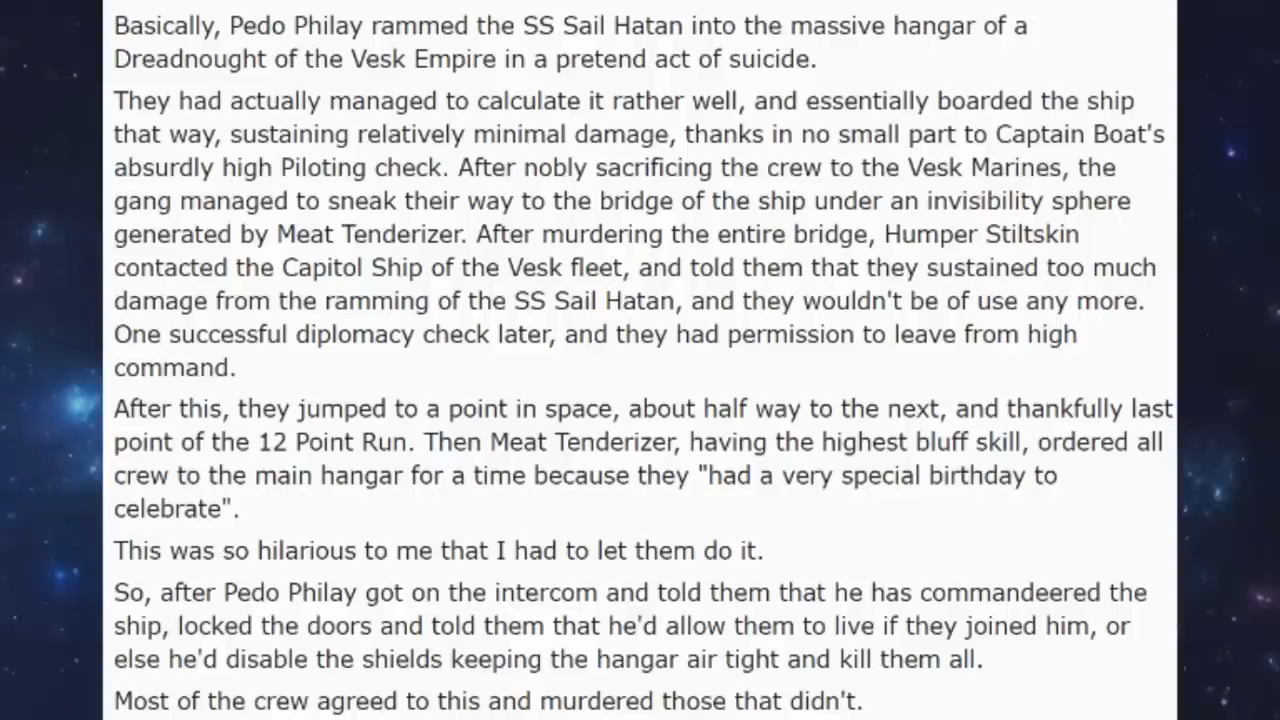 Basically, Pedo Philay rammed the SS Sail Hatan into the massive hangar of a
Dreadnought of the Vesk Empire in a pretend act of suicide.
They had actually managed to calculate it rather well, and essentially boarded the ship
that way, sustaining relatively minimal damage, thanks in no small part to Captain Boat's
absurdly high Piloting check. After nobly sacrificing the crew to the Vesk Marines, the
gang managed to sneak their way to the bridge of the ship under an invisibility sphere
generated by Meat Tenderizer. After murdering the entire bridge, Humper Stiltskin
contacted the Capitol Ship of the Vesk fleet, and told them that they sustained too much
damage from the ramming of the SS Sail Hatan, and they wouldn't be of use any more.
One successful diplomacy check later, and they had permission to leave from high
command.
After this, they jumped to a point in space, about half way to the next, and thankfully last
point of the 12 Point Run. Then Meat Tenderizer, having the highest bluff skill, ordered all
crew to the main hangar for a time because they "had a very special birthday to
celebrate".
This was so hilarious to me that I had to let them do it.
So, after Pedo Philay got on the intercom and told them that he has commandeered the
ship, locked the doors and told them that he'd allow them to live if they joined him, or
else he'd disable the shields keeping the hangar air tight and kill them all.
Most of the crew agreed to this and murdered those that didn't.